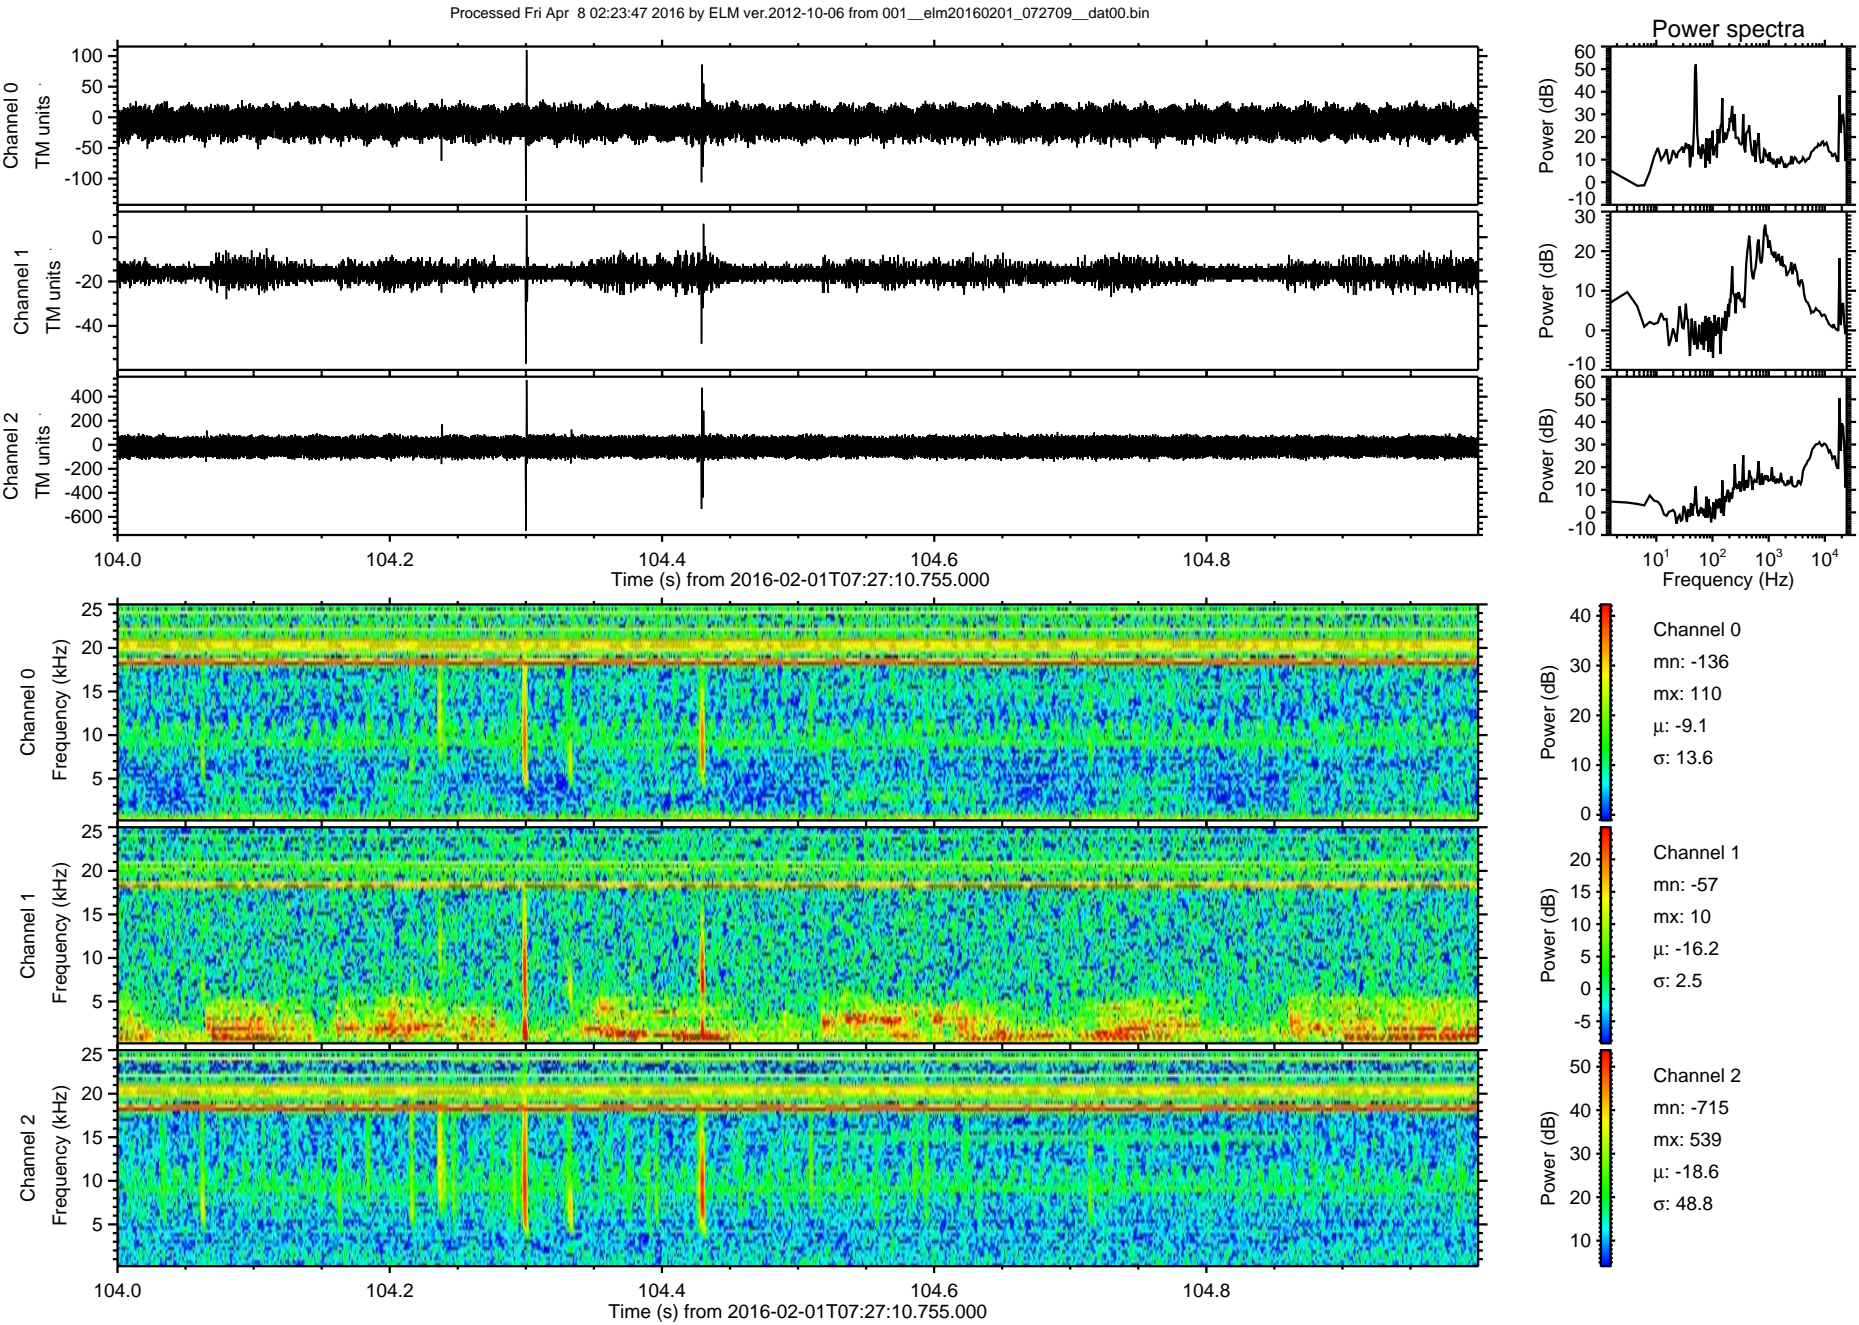 Processed Fri Apr  8 02:23:47 2016 by ELM ver.2012-10-06 from 001__elm20160201_072709__dat00.bin
Power spectra
Channel 0
TM units
100
50
0
-50
-100
Power (dB)
60
50
40
30
20
10
0
-10
Channel 1
TM units
0
-20
-40
Power (dB)
30
20
10
0
-10
Channel 2
TM units
400
200
0
-200
-400
-600
Power (dB)
60
50
40
30
20
10
0
-10
104.0 104.2 104.4 104.6 104.8
Time (s) from 2016-02-01T07:27:10.755.000
10^1 10^2 10^3 10^4
Frequency (Hz)
Channel 0
Frequency (kHz)
25
20
15
10
5
Power (dB)
40
30
20
10
0
Channel 0
mn: -136
mx: 110
μ: -9.1
σ: 13.6
Channel 1
Frequency (kHz)
25
20
15
10
5
Power (dB)
20
15
10
5
0
-5
Channel 1
mn: -57
mx: 10
μ: -16.2
σ: 2.5
Channel 2
Frequency (kHz)
25
20
15
10
5
Power (dB)
50
40
30
20
10
Channel 2
mn: -715
mx: 539
μ: -18.6
σ: 48.8
104.0 104.2 104.4 104.6 104.8
Time (s) from 2016-02-01T07:27:10.755.000